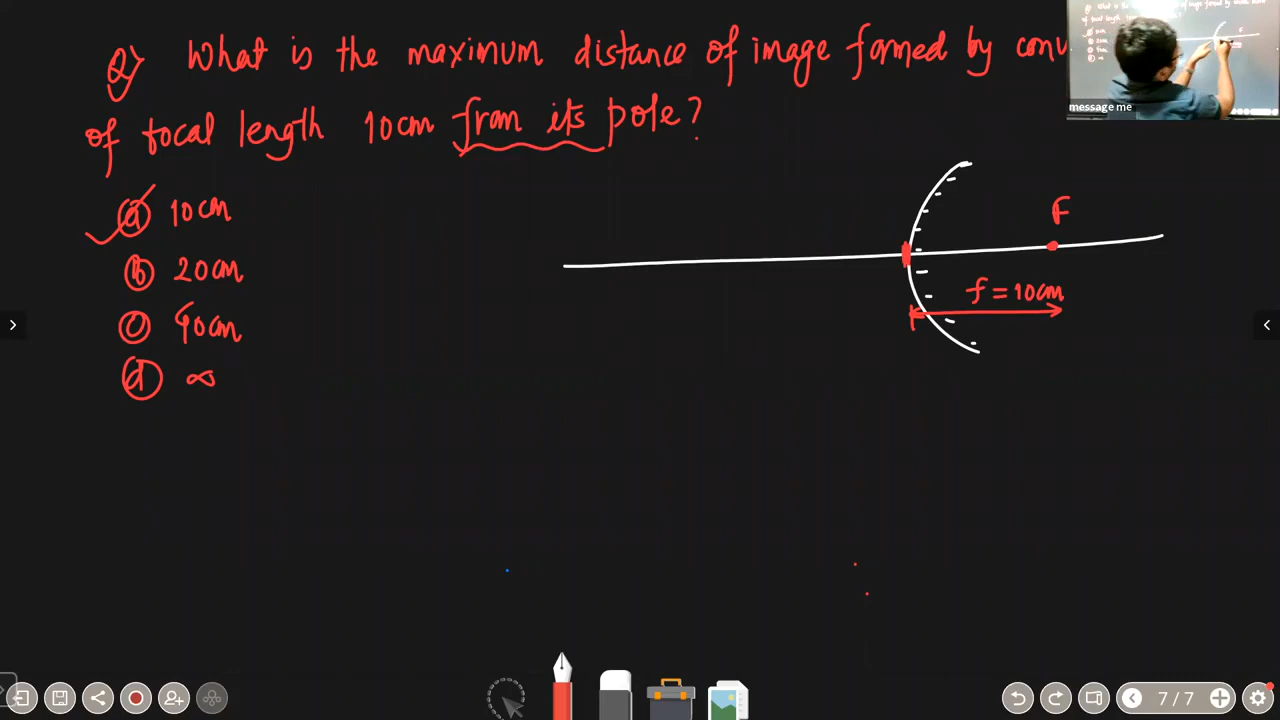 Q) What is the maximum distance of image formed by conv
of focal length 10cm from its pole?
(a) 10cm
(b) 20cm
(c) 40cm
(d) ∞
F
f = 10cm
message me
7 / 7